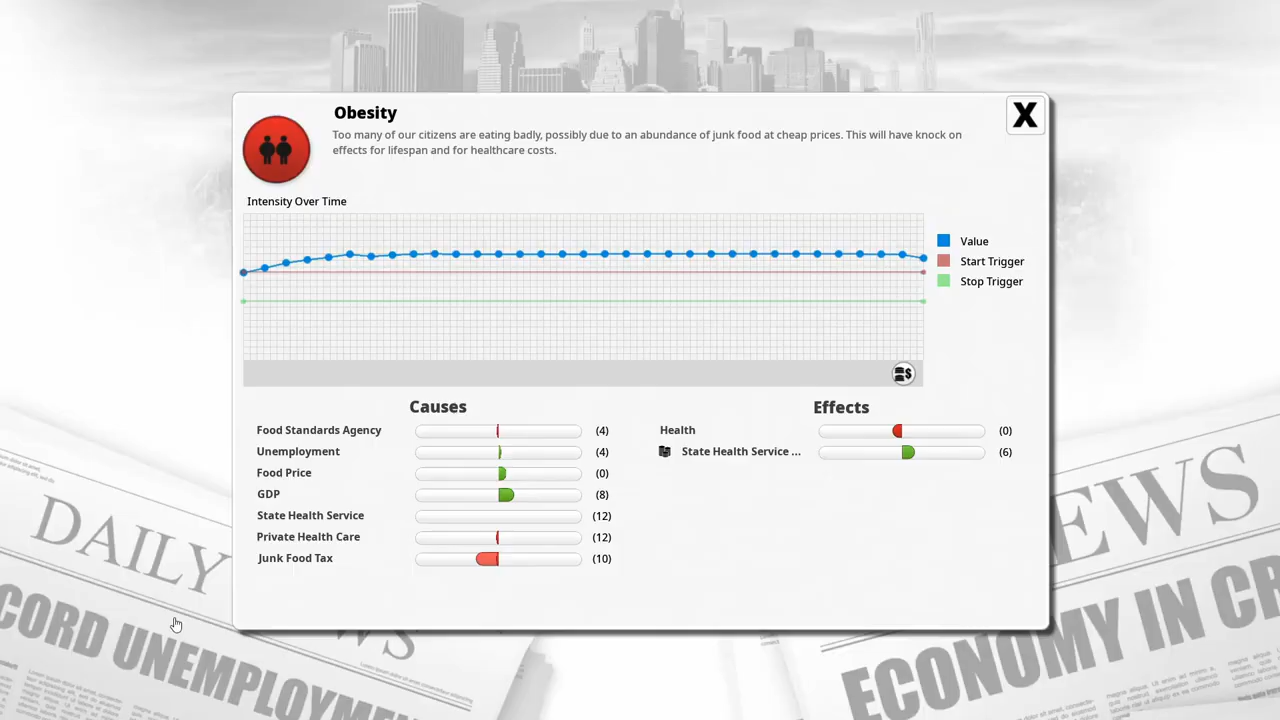 Obesity
X
Too many of our citizens are eating badly, possibly due to an abundance of junk food at cheap prices. This will have knock on
effects for lifespan and for healthcare costs.
Intensity Over Time
Value
Start Trigger
Stop Trigger
$
Causes
Food Standards Agency (4)
Unemployment (4)
Food Price (0)
GDP (8)
State Health Service (12)
Private Health Care (12)
Junk Food Tax (10)
Effects
Health (0)
State Health Service ... (6)
DAILY
NEWS
CORD UNEMPLOYMEN
ECONOMY IN CR